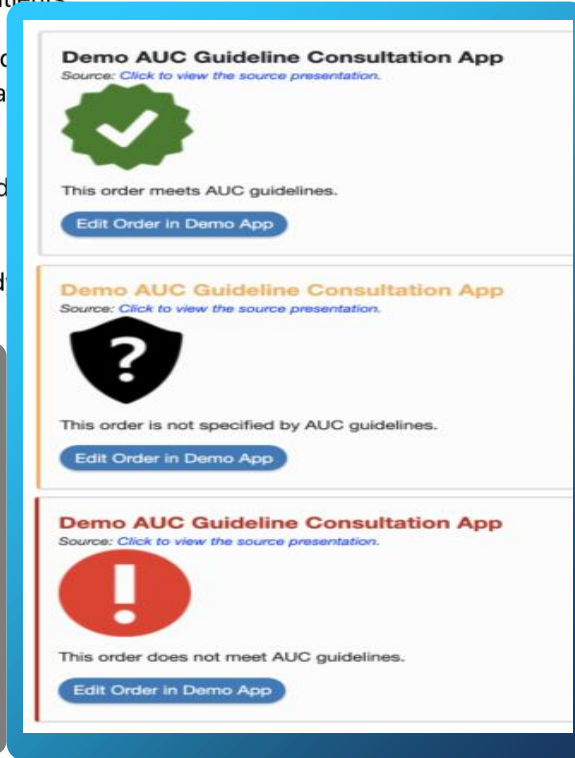 Demo AUC Guideline Consultation App
Source: Click to view the source presentation.
This order meets AUC guidelines.
Edit Order in Demo App
Demo AUC Guideline Consultation App
Source: Click to view the source presentation.
?
This order is not specified by AUC guidelines.
Edit Order in Demo App
Demo AUC Guideline Consultation App
Source: Click to view the source presentation.
!
This order does not meet AUC guidelines.
Edit Order in Demo App